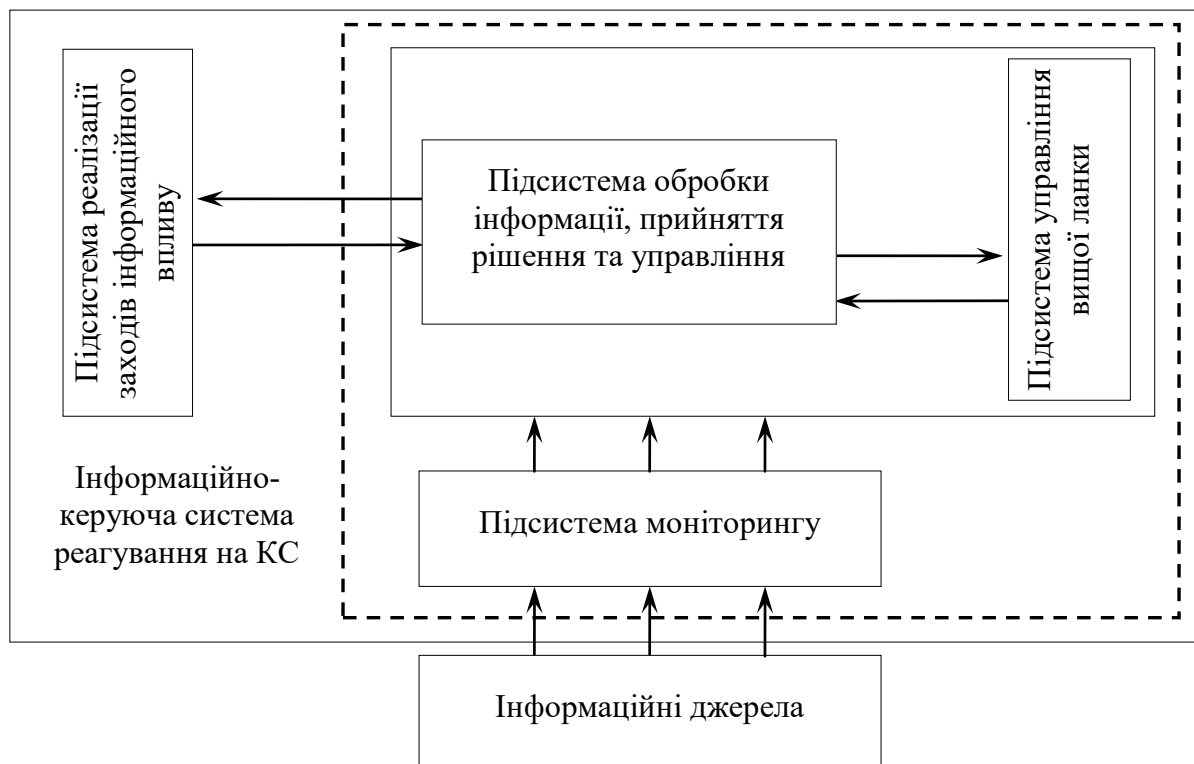 Підсистема реалізації
заходів інформаційного
впливу
Підсистема обробки
інформації, прийняття
рішення та управління
Підсистема управління
вищої ланки
Інформаційно-
керуюча система
реагування на КС
Підсистема моніторингу
Інформаційні джерела